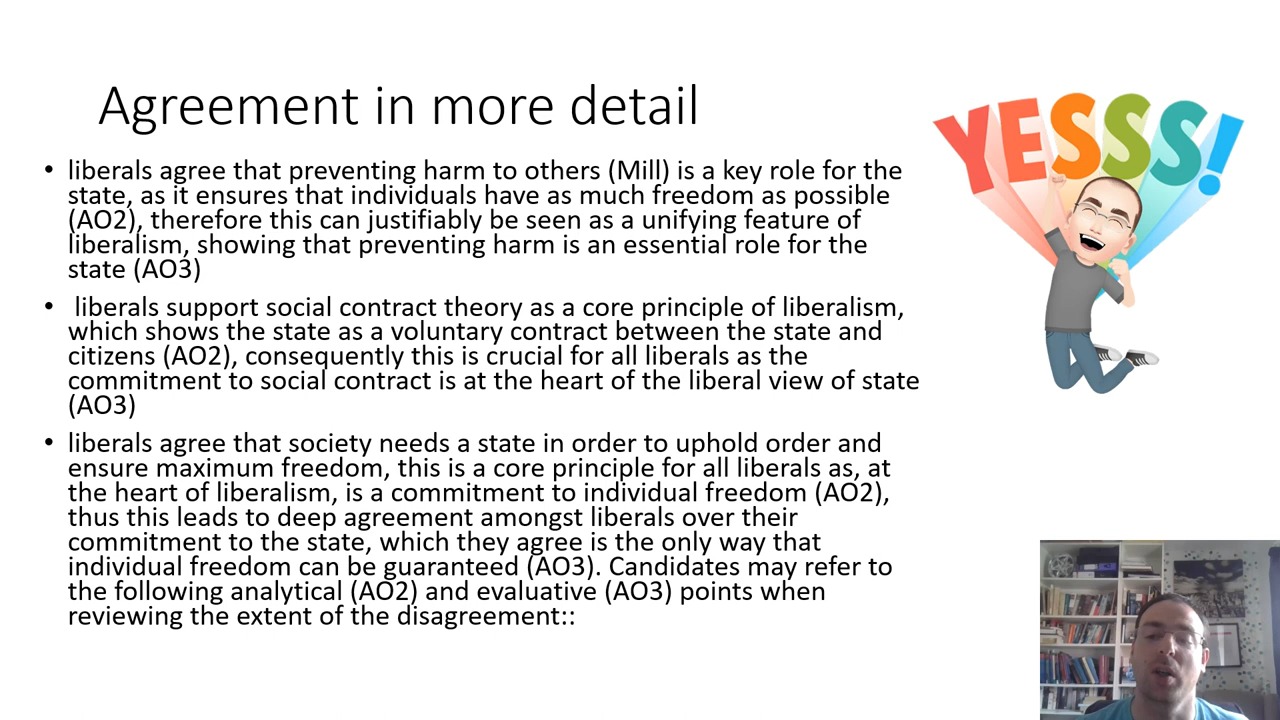 Agreement in more detail
YESSS!
• liberals agree that preventing harm to others (Mill) is a key role for the
state, as it ensures that individuals have as much freedom as possible
(AO2), therefore this can justifiably be seen as a unifying feature of
liberalism, showing that preventing harm is an essential role for the
state (AO3)
• liberals support social contract theory as a core principle of liberalism,
which shows the state as a voluntary contract between the state and
citizens (AO2), consequently this is crucial for all liberals as the
commitment to social contract is at the heart of the liberal view of state
(AO3)
• liberals agree that society needs a state in order to uphold order and
ensure maximum freedom, this is a core principle for all liberals as, at
the heart of liberalism, is a commitment to individual freedom (AO2),
thus this leads to deep agreement amongst liberals over their
commitment to the state, which they agree is the only way that
individual freedom can be guaranteed (AO3). Candidates may refer to
the following analytical (AO2) and evaluative (AO3) points when
reviewing the extent of the disagreement::